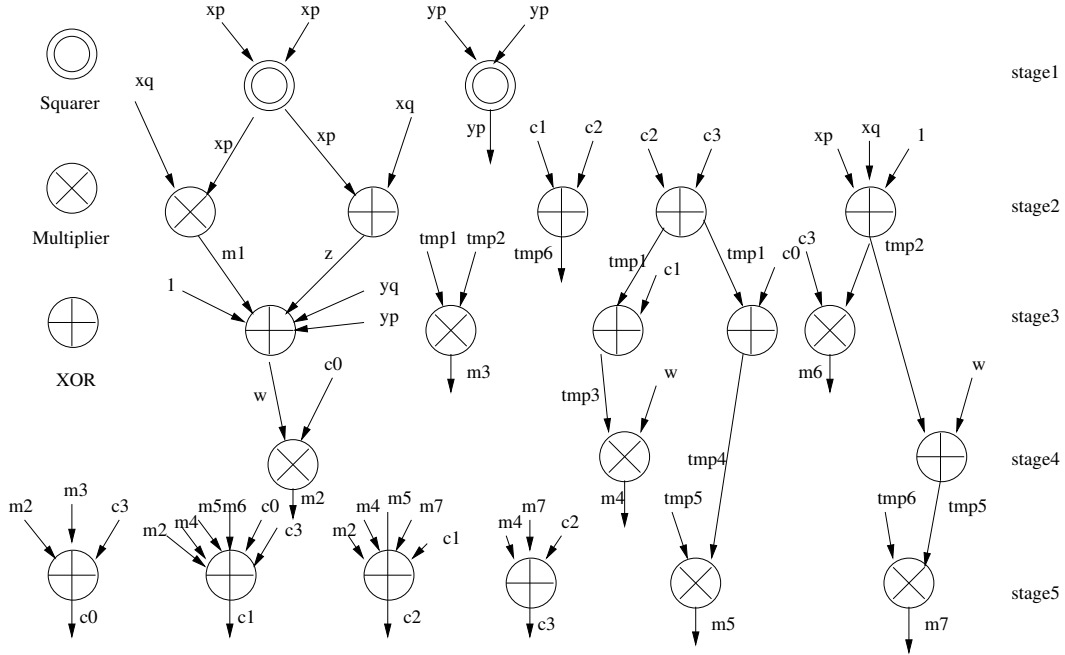 xp xp yp yp
stage1
xq
Squarer
xq
xp xp
yp
c1 c2 c2 c3 xp xq 1
stage2
Multiplier
m1 z
tmp1 tmp2 tmp6 tmp1 tmp1 c0 c3 tmp2
c1
1 yq
yp
stage3
XOR
m3 m6
w c0 tmp3 w w
stage4
tmp4
m2 m3 c3 m2 m4 m5 m6 c0 c3 m2 m2 m4 m5 m7 c1 m4 m7 c2 m4 tmp5 tmp6 tmp5
stage5
c0 c1 c2 c3 m5 m7